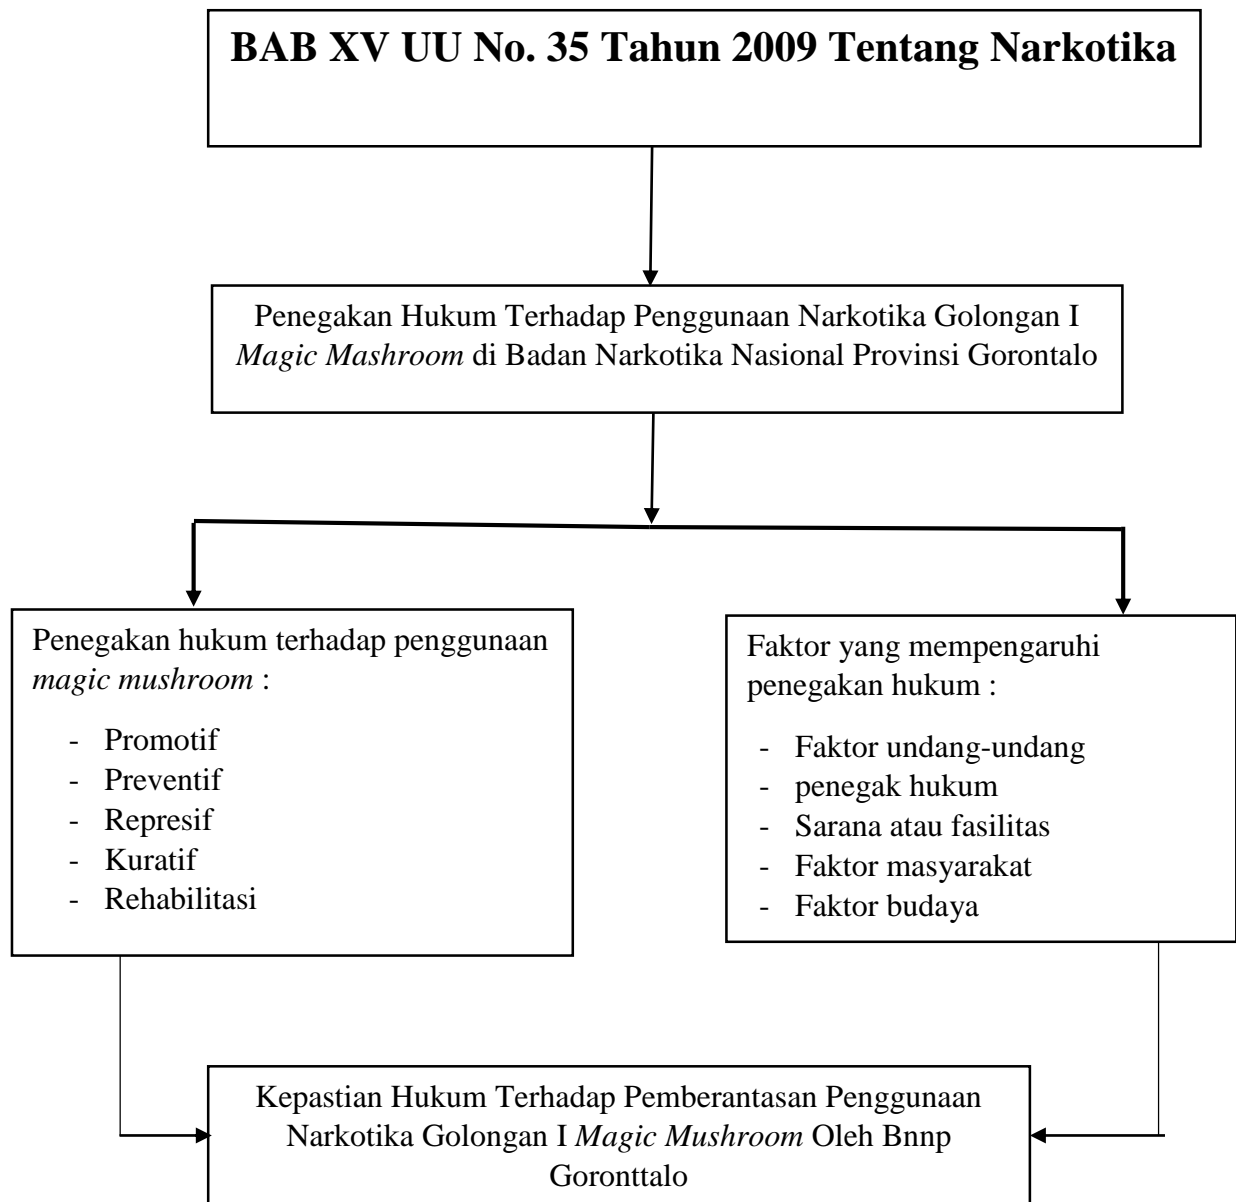 BAB XV UU No. 35 Tahun 2009 Tentang Narkotika
Penegakan Hukum Terhadap Penggunaan Narkotika Golongan I
Magic Mashroom di Badan Narkotika Nasional Provinsi Gorontalo
Penegakan hukum terhadap penggunaan
magic mushroom :
- Promotif
- Preventif
- Represif
- Kuratif
- Rehabilitasi
Faktor yang mempengaruhi
penegakan hukum :
- Faktor undang-undang
- penegak hukum
- Sarana atau fasilitas
- Faktor masyarakat
- Faktor budaya
Kepastian Hukum Terhadap Pemberantasan Penggunaan
Narkotika Golongan I Magic Mushroom Oleh Bnnp
Goronttalo